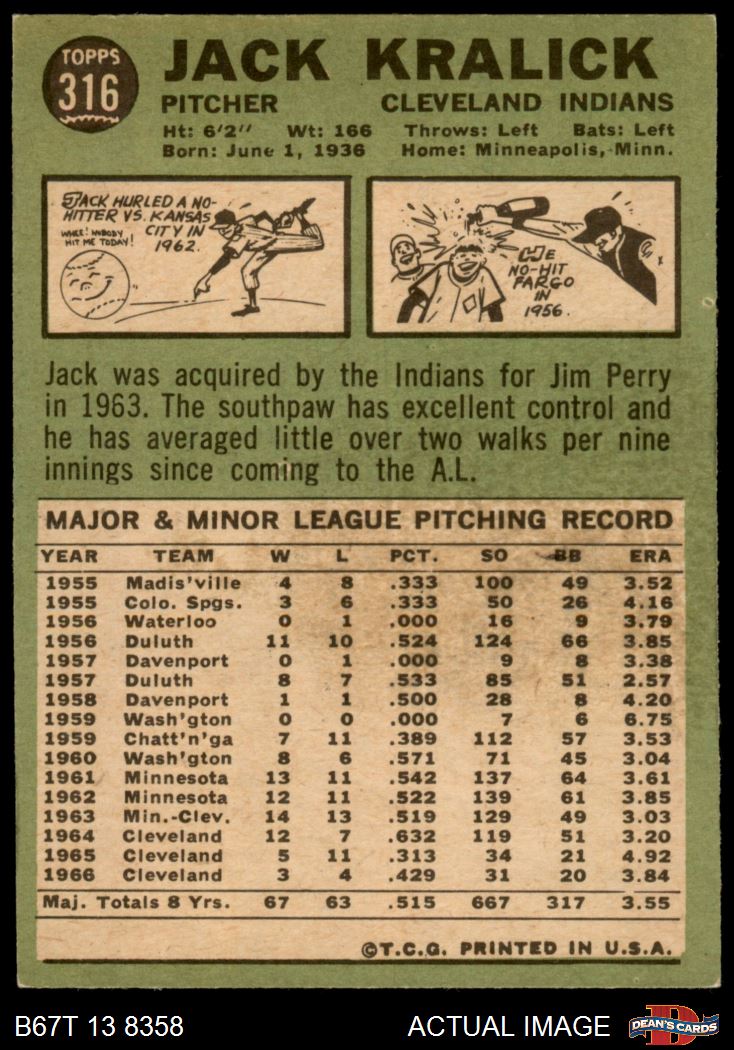 TOPPS
316
JACK KRALICK
PITCHER CLEVELAND INDIANS
Ht: 6'2" Wt: 166 Throws: Left Bats: Left
Born: June 1, 1936 Home: Minneapolis, Minn.
JACK HURLED A NO-
HITTER VS. KANSAS
CITY IN
1962.
WHEE! NOBODY
HIT ME TODAY!
HE
NO-HIT
FARGO
IN
1956.
Jack was acquired by the Indians for Jim Perry
in 1963. The southpaw has excellent control and
he has averaged little over two walks per nine
innings since coming to the A.L.
MAJOR & MINOR LEAGUE PITCHING RECORD
YEAR TEAM W L PCT. SO BB ERA
1955 Madis'ville 4 8 .333 100 49 3.52
1955 Colo. Spgs. 3 6 .333 50 26 4.16
1956 Waterloo 0 1 .000 16 9 3.79
1956 Duluth 11 10 .524 124 66 3.85
1957 Davenport 0 1 .000 9 8 3.38
1957 Duluth 8 7 .533 85 51 2.57
1958 Davenport 1 1 .500 28 8 4.20
1959 Wash'gton 0 0 .000 7 6 6.75
1959 Chatt'n'ga 7 11 .389 112 57 3.53
1960 Wash'gton 8 6 .571 71 45 3.04
1961 Minnesota 13 11 .542 137 64 3.61
1962 Minnesota 12 11 .522 139 61 3.85
1963 Min.-Clev. 14 13 .519 129 49 3.03
1964 Cleveland 12 7 .632 119 51 3.20
1965 Cleveland 5 11 .313 34 21 4.92
1966 Cleveland 3 4 .429 31 20 3.84
Maj. Totals 8 Yrs. 67 63 .515 667 317 3.55
©T.C.G. PRINTED IN U.S.A.
B67T 13 8358 ACTUAL IMAGE
DEAN'S CARDS